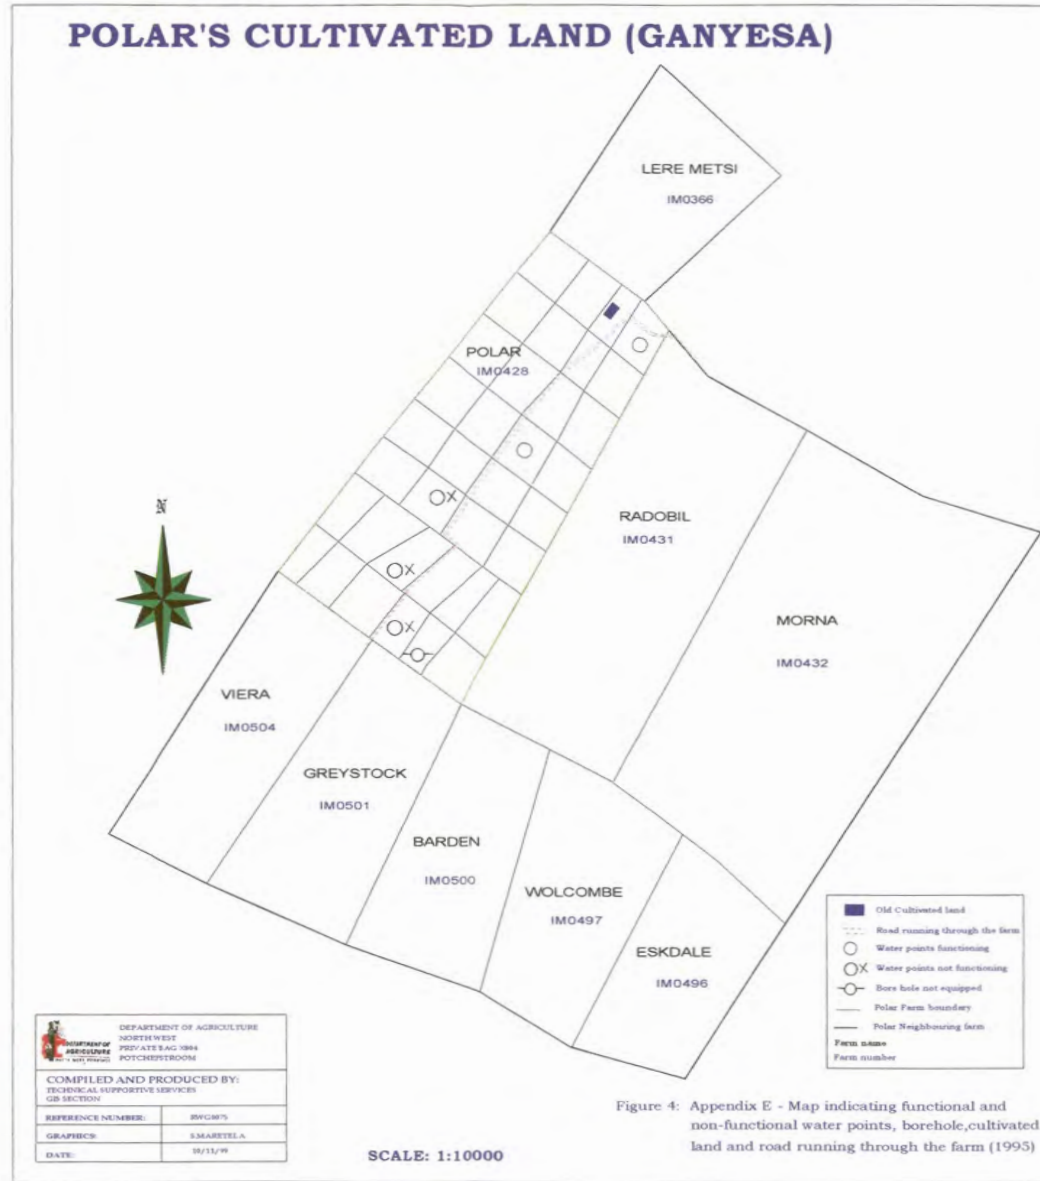 POLAR'S CULTIVATED LAND (GANYESA)
LERE METSI
IM0366
POLAR
IM0428
N
RADOBIL
IM0431
MORNA
IM0432
VIERA
IM0504
GREYSTOCK
IM0501
BARDEN
IM0500
WOLCOMBE
IM0497
ESKDALE
IM0496
Old Cultivated land
Road running through the farm
Water points functioning
X Water points not functioning
Bore hole not equipped
Polar Farm boundary
Polar Neighbouring farm
Farm name
Farm number
DEPARTMENT OF AGRICULTURE
NORTH WEST
PRIVATE BAG
POTCHEFSTROOM
DEPARTMENT OF
AGRICULTURE
COMPILED AND PRODUCED BY:
TECHNICAL SUPPORTIVE SERVICES
GIS SECTION
REFERENCE NUMBER:
GRAPHICS:
DATE:
SCALE: 1:10000
Figure 4: Appendix E - Map indicating functional and
non-functional water points, borehole,cultivated
land and road running through the farm (1995)